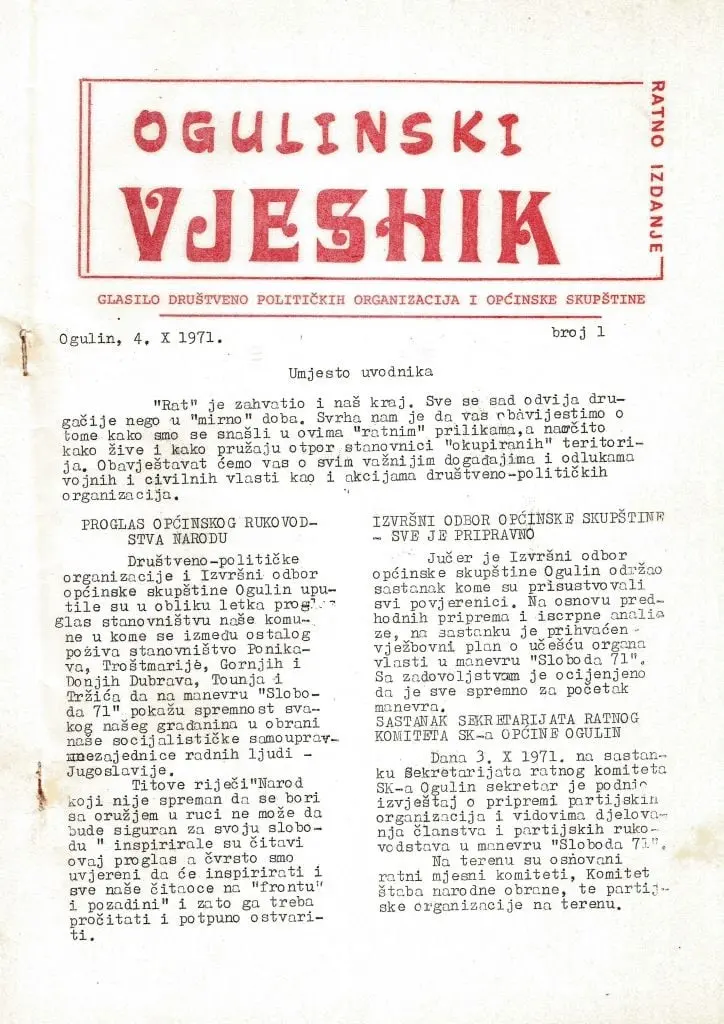 OGULINSKI
VJESNIK
RATNO IZDANJE
GLASILO DRUŠTVENO POLITIČKIH ORGANIZACIJA I OPĆINSKE SKUPŠTINE
Ogulin, 4. X 1971.
broj 1
Umjesto uvodnika
"Rat" je zahvatio i naš kraj. Sve se sad odvija dru-
gačije nego u "mirno" doba. Svrha nam je da vas obavijestimo o
tome kako smo se snašli u ovima "ratnim" prilikama,a naročito
kako žive i kako pružaju otpor stanovnici "okupiranih" teritori-
ja. Obavještavat ćemo vas o svim važnijim događajima i odlukama
vojnih i civilnih vlasti kao i akcijama društveno-političkih
organizacija.
PROGLAS OPĆINSKOG RUKOVOD-
STVA NARODU
Društveno-političke
organizacije i Izvršni odbor
općinske skupštine Ogulin upu-
tile su u obliku letka prog
glas stanovništvu naše komu-
ne u kome se između ostalog
poziva stanovništvo Ponika-
va, Troštmarije, Gornjih i
Donjih Dubrava, Tounja i
Tržića da na manevru "Slobo-
da 71" pokažu spremnost sva-
kog našeg građanina u obrani
naše socijalističke samouprav-
nezajednice radnih ljudi -
Jugoslavije.
Titove riječi"Narod
koji nije spreman da se bori
sa oružjem u ruci ne može da
bude siguran za svoju slobo-
du " inspirirale su čitavi
ovaj proglas a čvrsto smo
uvjereni da će inspirirati i
sve naše čitaoce na "frontu"
i pozadini" i zato ga treba
pročitati i potpuno ostvari-
ti.
IZVRŠNI ODBOR OPĆINSKE SKUPŠTINE
- SVE JE PRIPRAVNO
Jučer je Izvršni odbor
općinske skupštine Ogulin održao
sastanak kome su prisustvovali
svi povjerenici. Na osnovu pred-
hodnih priprema i iscrpne anali-
ze, na sastanku je prihvaćen
vježbovni plan o učešću organa
vlasti u manevru "Sloboda 71".
Sa zadovoljstvom je ocijenjeno
da je sve spremno za početak
manevra.
SASTANAK SEKRETARIJATA RATNOG
KOMITETA SK-a OPĆINE OGULIN
Dana 3. X 1971. na sastan-
ku Sekretarijata ratnog komiteta
SK-a Ogulin sekretar je podnio
izvještaj o pripremi partijskih
organizacija i vidovima djelova-
nja članstva i partijskih ruko-
vodstava u manevru "Sloboda 71".
Na terenu su osnovani
ratni mjesni komiteti, Komitet
štaba narodne obrane, te partij-
ske organizacije na terenu.